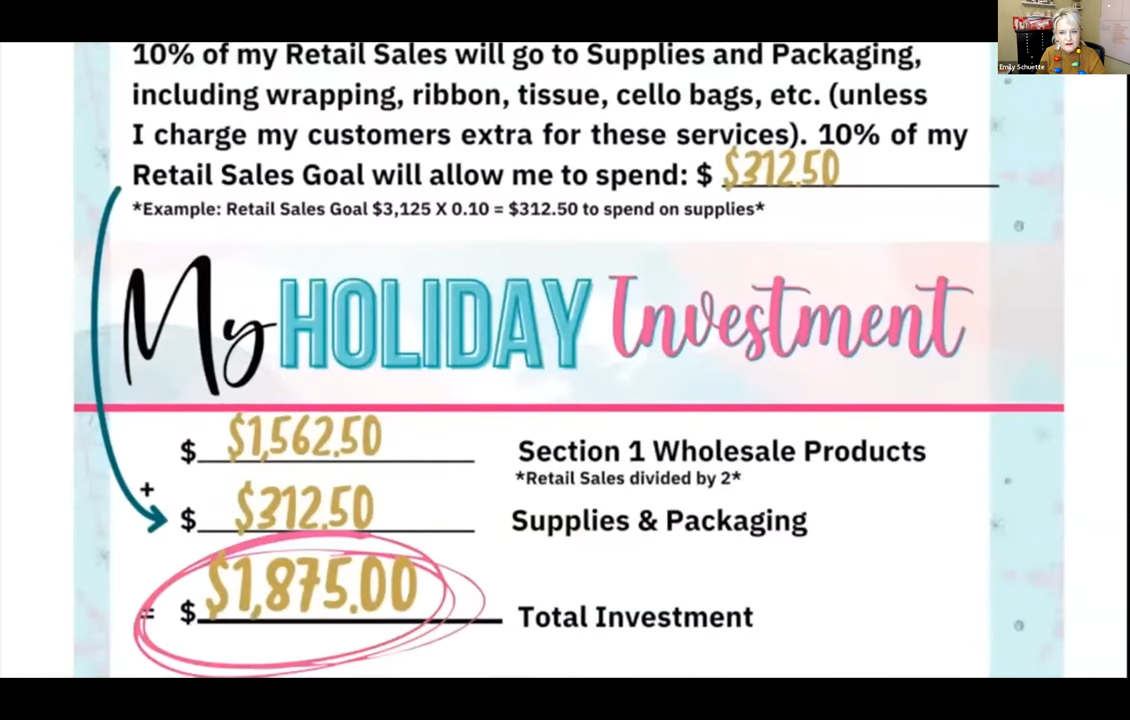 Emily Schuette
10% of my Retail Sales will go to Supplies and Packaging,
including wrapping, ribbon, tissue, cello bags, etc. (unless
I charge my customers extra for these services). 10% of my
Retail Sales Goal will allow me to spend: $ $312.50
*Example: Retail Sales Goal $3,125 X 0.10 = $312.50 to spend on supplies*
My HOLIDAY Investment
$ $1,562.50 Section 1 Wholesale Products
*Retail Sales divided by 2*
+
$ $312.50 Supplies & Packaging
= $ $1,875.00 Total Investment